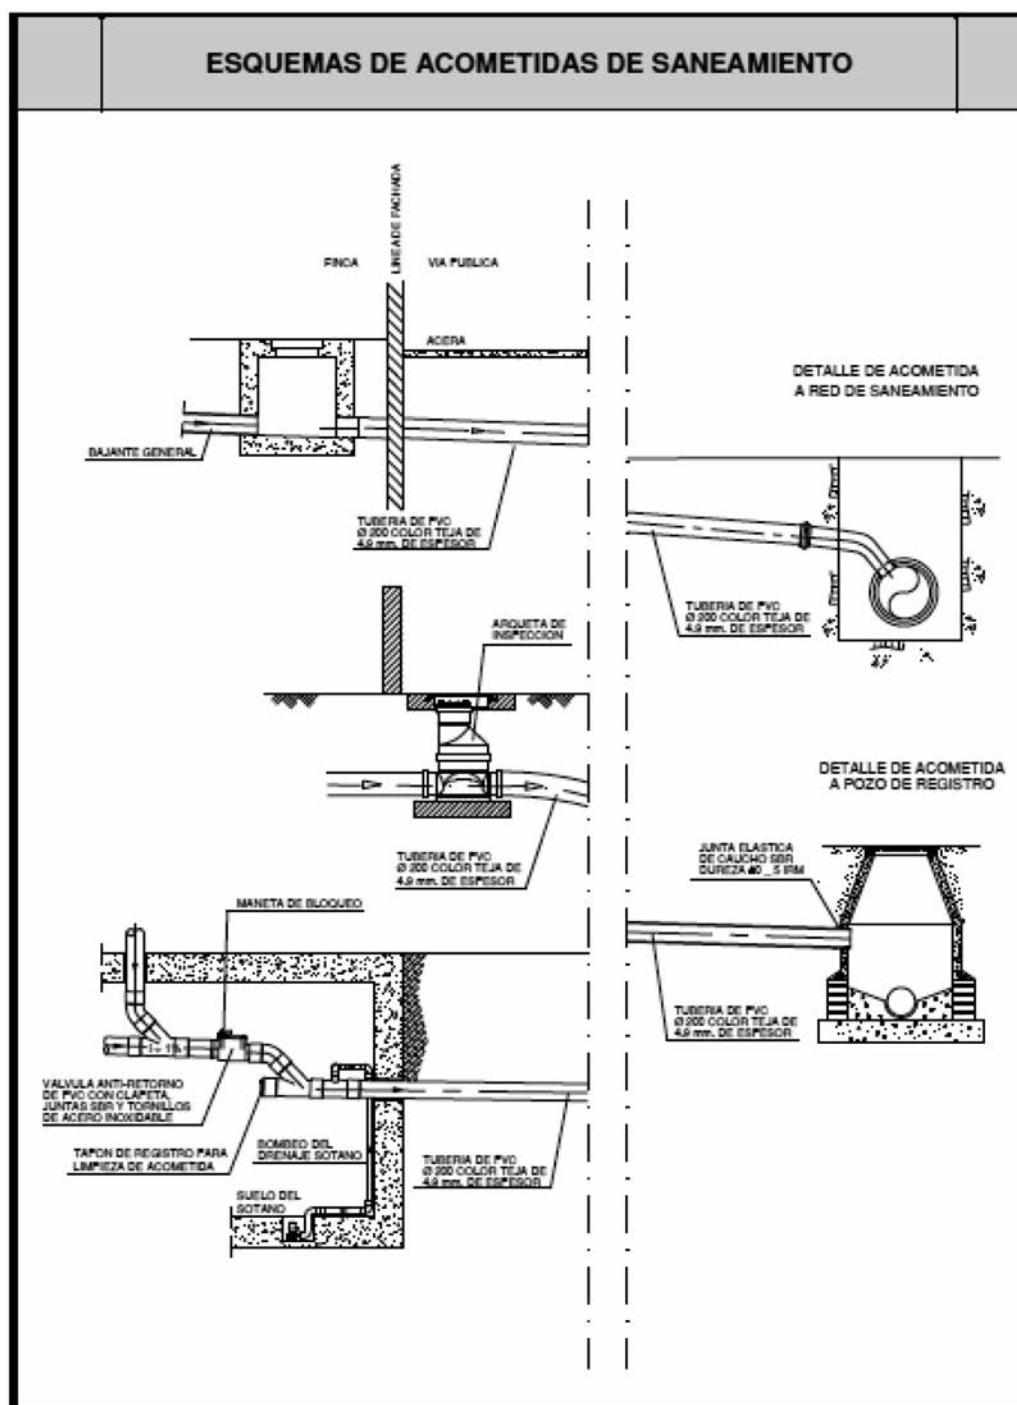 ESQUEMAS DE ACOMETIDAS DE SANEAMIENTO
LINEA DE FACHADA
FINCA
VIA PUBLICA
ACERA
BAJANTE GENERAL
TUBERIA DE PVC
Ø 200 COLOR TEJA DE
4.9 mm. DE ESPESOR
DETALLE DE ACOMETIDA
A RED DE SANEAMIENTO
TUBERIA DE PVC
Ø 200 COLOR TEJA DE
4.9 mm. DE ESPESOR
ARQUETA DE
INSPECCION
TUBERIA DE PVC
Ø 200 COLOR TEJA DE
4.9 mm. DE ESPESOR
DETALLE DE ACOMETIDA
A POZO DE REGISTRO
JUNTA ELASTICA
DE CAUCHO SBR
DUREZA 40 _ 5 IRM
TUBERIA DE PVC
Ø 200 COLOR TEJA DE
4.9 mm. DE ESPESOR
MANETA DE BLOQUEO
VALVULA ANTI-RETORNO
DE PVC CON CLAPETA,
JUNTAS SBR Y TORNILLOS
DE ACERO INOXIDABLE
TAPON DE REGISTRO PARA
LIMPIEZA DE ACOMETIDA
BOMBEO DEL
DRENAJE SOTANO
TUBERIA DE PVC
Ø 200 COLOR TEJA DE
4.9 mm. DE ESPESOR
SUELO DEL
SOTANO